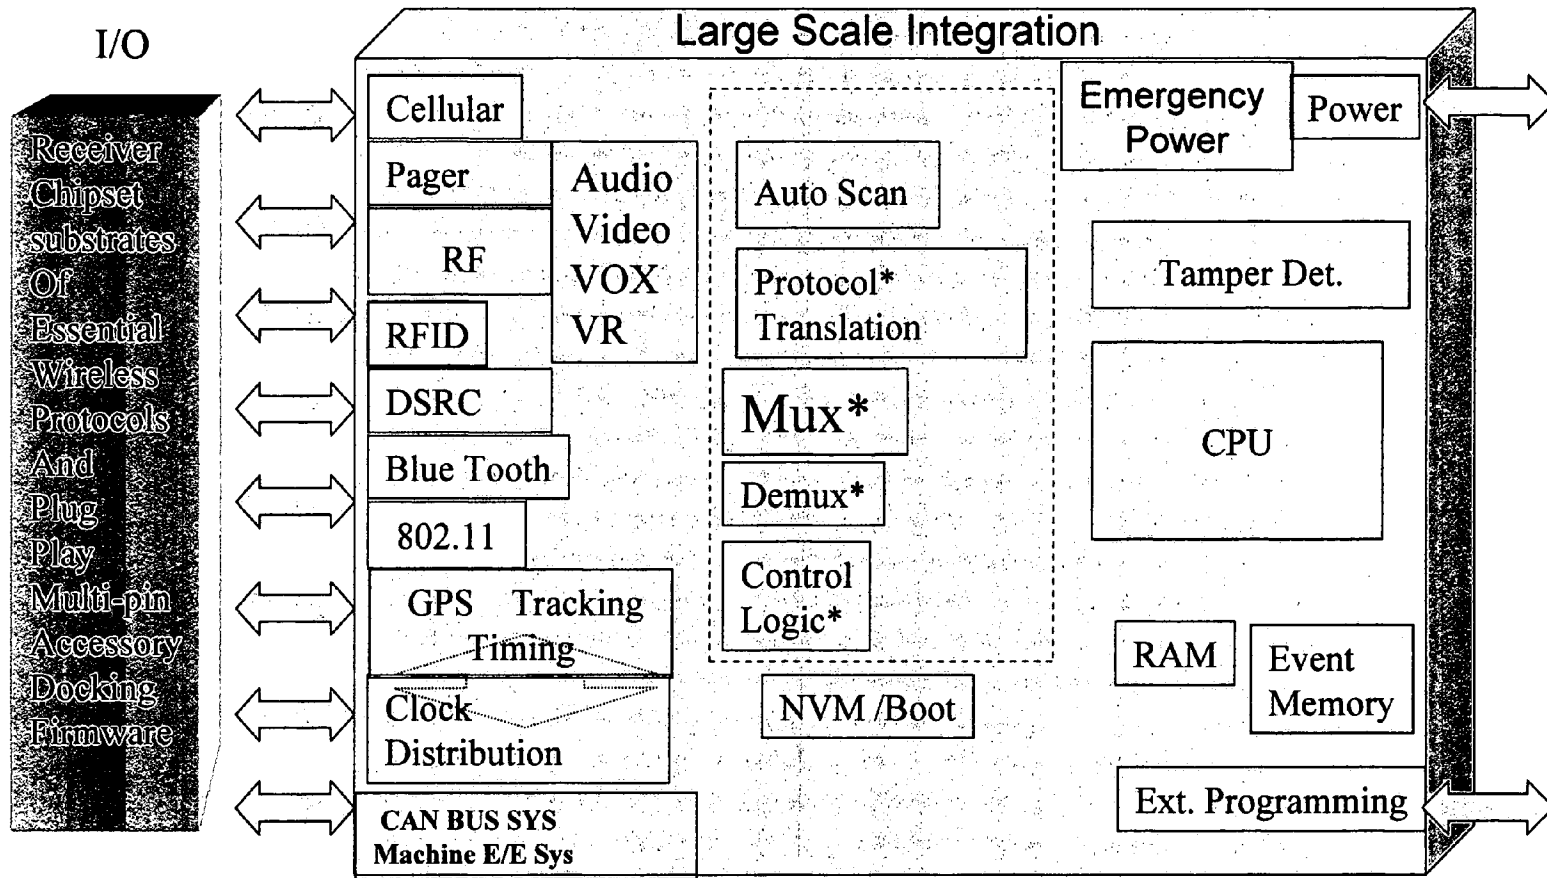 I/O
Receiver
Chipset
substrates
Of
Essential
Wireless
Protocols
And
Plug
Play
Multi-pin
Accessory
Docking
Firmware
Large Scale Integration
Cellular
Pager
RF
RFID
Audio
Video
VOX
VR
DSRC
Blue Tooth
802.11
GPS Tracking
Timing
Clock
Distribution
CAN BUS SYS
Machine E/E Sys
Auto Scan
Protocol*
Translation
Mux*
Demux*
Control
Logic*
NVM /Boot
Emergency
Power
Power
Tamper Det.
CPU
RAM
Event
Memory
Ext. Programming